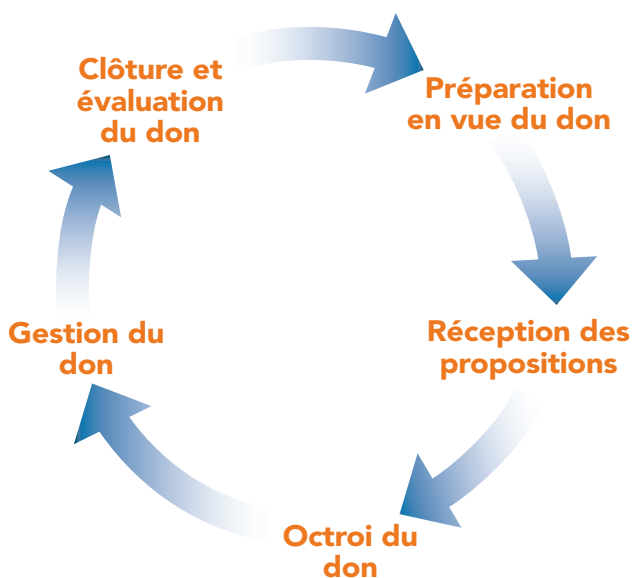 Clôture et
évaluation
du don
Préparation
en vue du don
Réception des
propositions
Octroi du
don
Gestion du
don